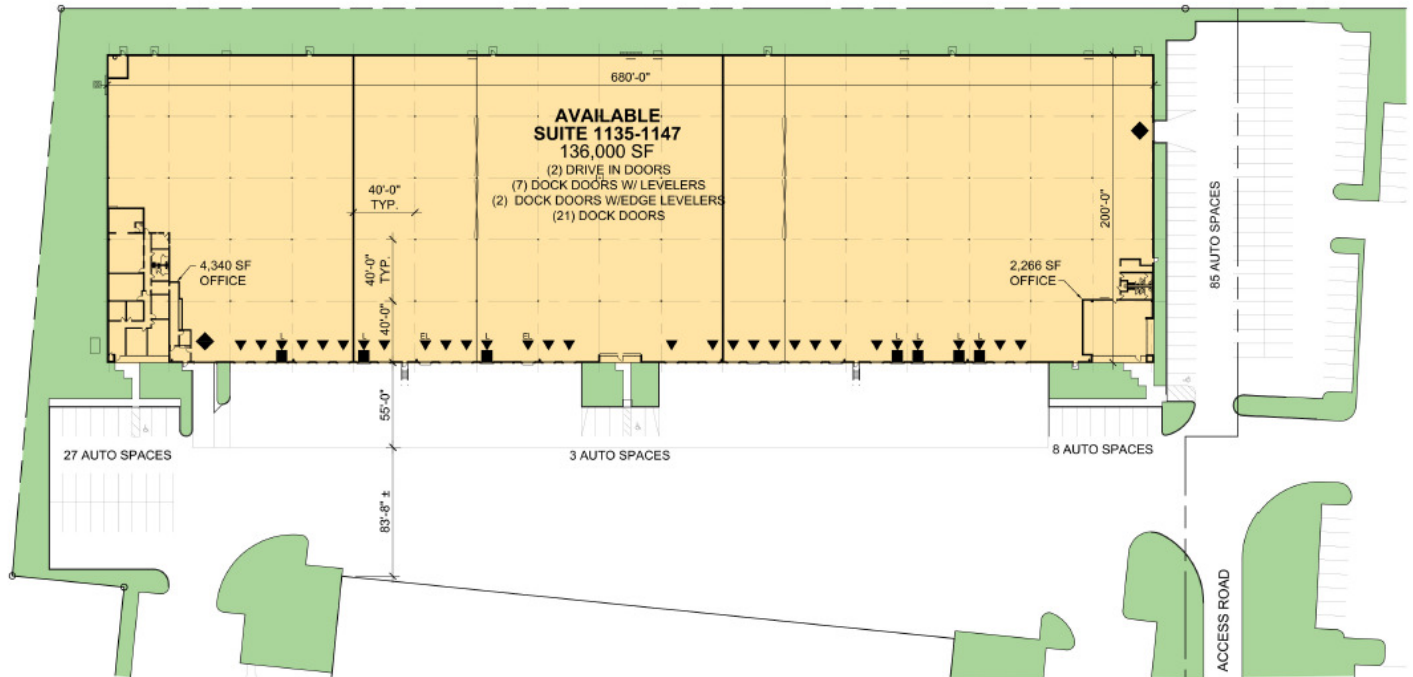 680'-0"
AVAILABLE
SUITE 1135-1147
136,000 SF
(2) DRIVE IN DOORS
(7) DOCK DOORS W/ LEVELERS
(2) DOCK DOORS W/EDGE LEVELERS
(21) DOCK DOORS
40'-0"
TYP.
200'-0"
85 AUTO SPACES
4,340 SF
OFFICE
40'-0"
TYP.
2,266 SF
OFFICE
40'-0"
L
L
EL
L
EL
L
L
L
L
55'-0"
27 AUTO SPACES
3 AUTO SPACES
8 AUTO SPACES
83'-8" ±
ACCESS ROAD